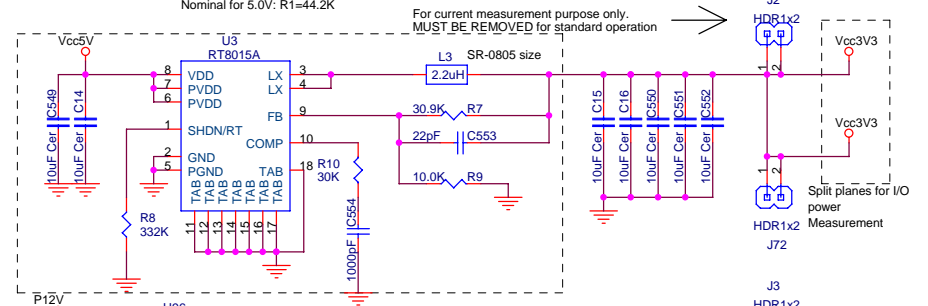 Nominal for 5.0V: R1=44.2K
For current measurement purpose only.
MUST BE REMOVED for standard operation
J2
HDR1x2
1
2
Vcc5V
U3
RT8015A
8 VDD
7 PVDD
6 PVDD
1 SHDN/RT
2 GND
5 PGND
LX 3
LX 4
FB 9
COMP 10
TAB 18
TAB TAB TAB TAB TAB TAB TAB
11 12 13 14 15 16 17
10uF Cer C549
10uF Cer C14
R8
332K
R10
30K
1000pF C554
L3
SR-0805 size
2.2uH
30.9K R7
22pF C553
10.0K R9
10uF Cer C15
10uF Cer C16
10uF Cer C550
10uF Cer C551
10uF Cer C552
Vcc3V3
Vcc3V3
1
2
HDR1x2
J72
Split planes for I/O
power
Measurement
P12V
J3
HDR1x2